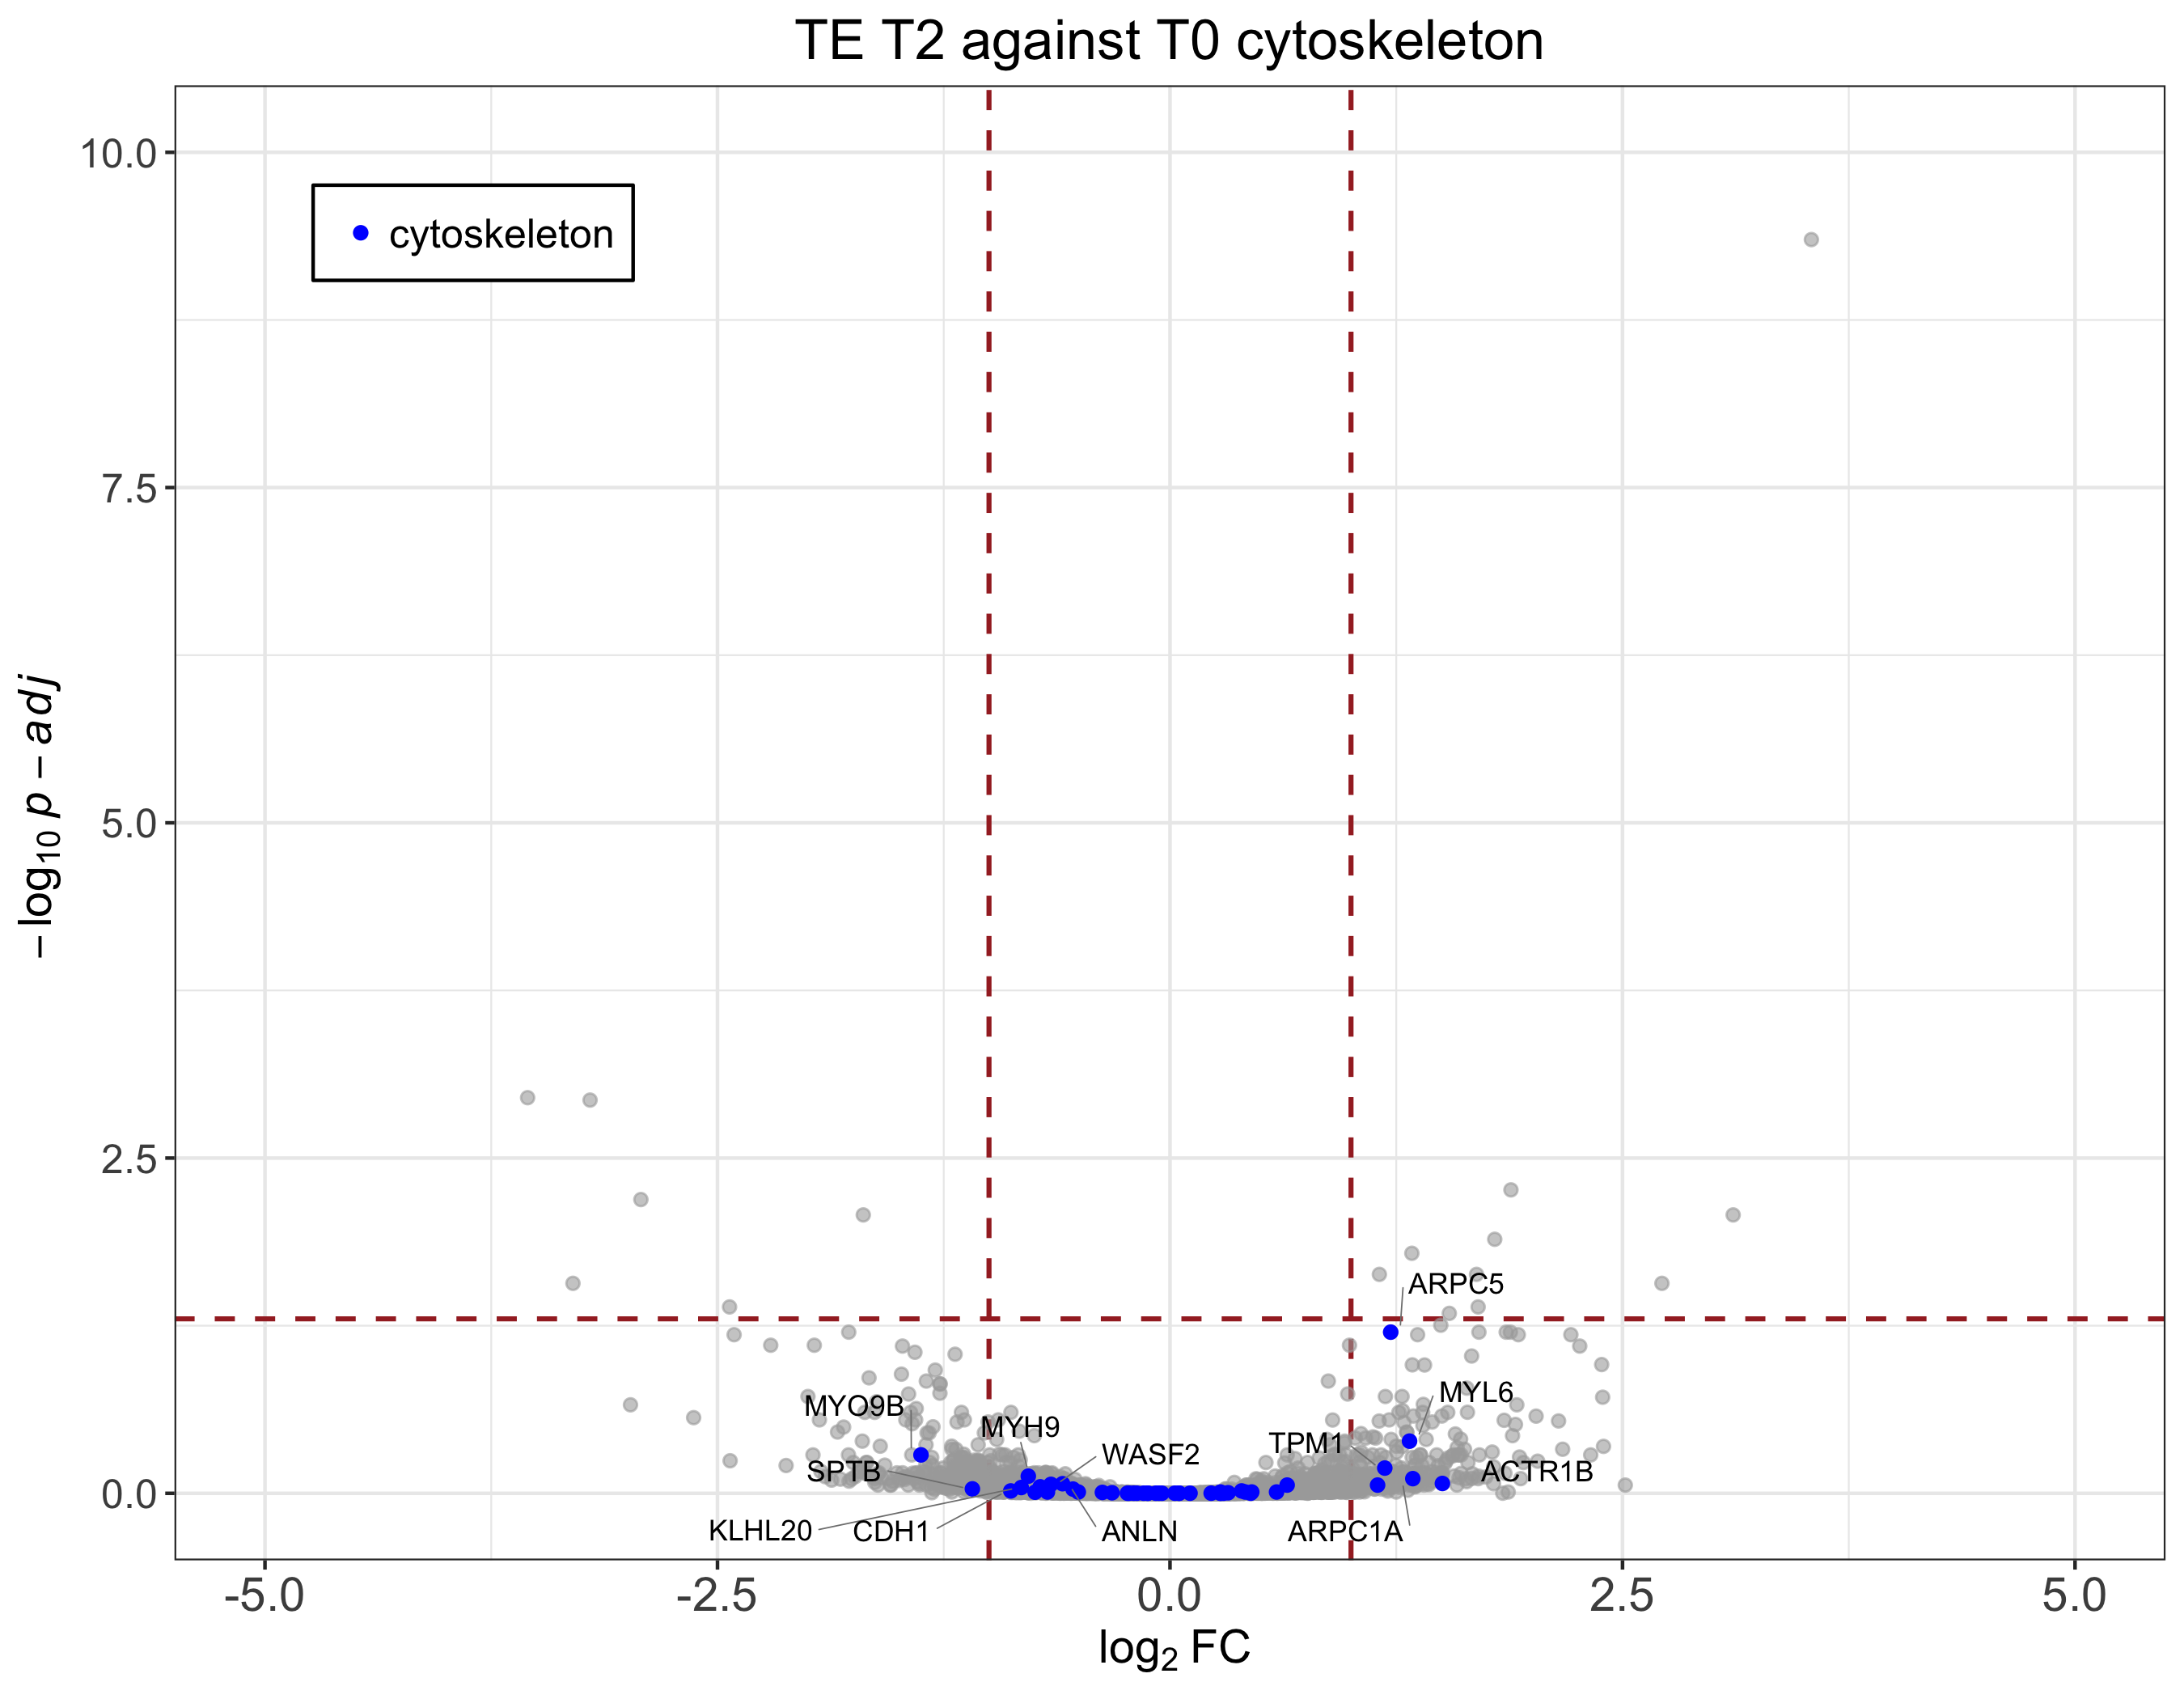 TE T2 against T0 cytoskeleton
10.0
cytoskeleton
7.5
−log10 p − adj
5.0
2.5
ARPC5
MYL6
MYO9B
MYH9
TPM1
WASF2
SPTB
ACTR1B
0.0
KLHL20
CDH1
ANLN
ARPC1A
-5.0 -2.5 0.0 2.5 5.0
log2 FC